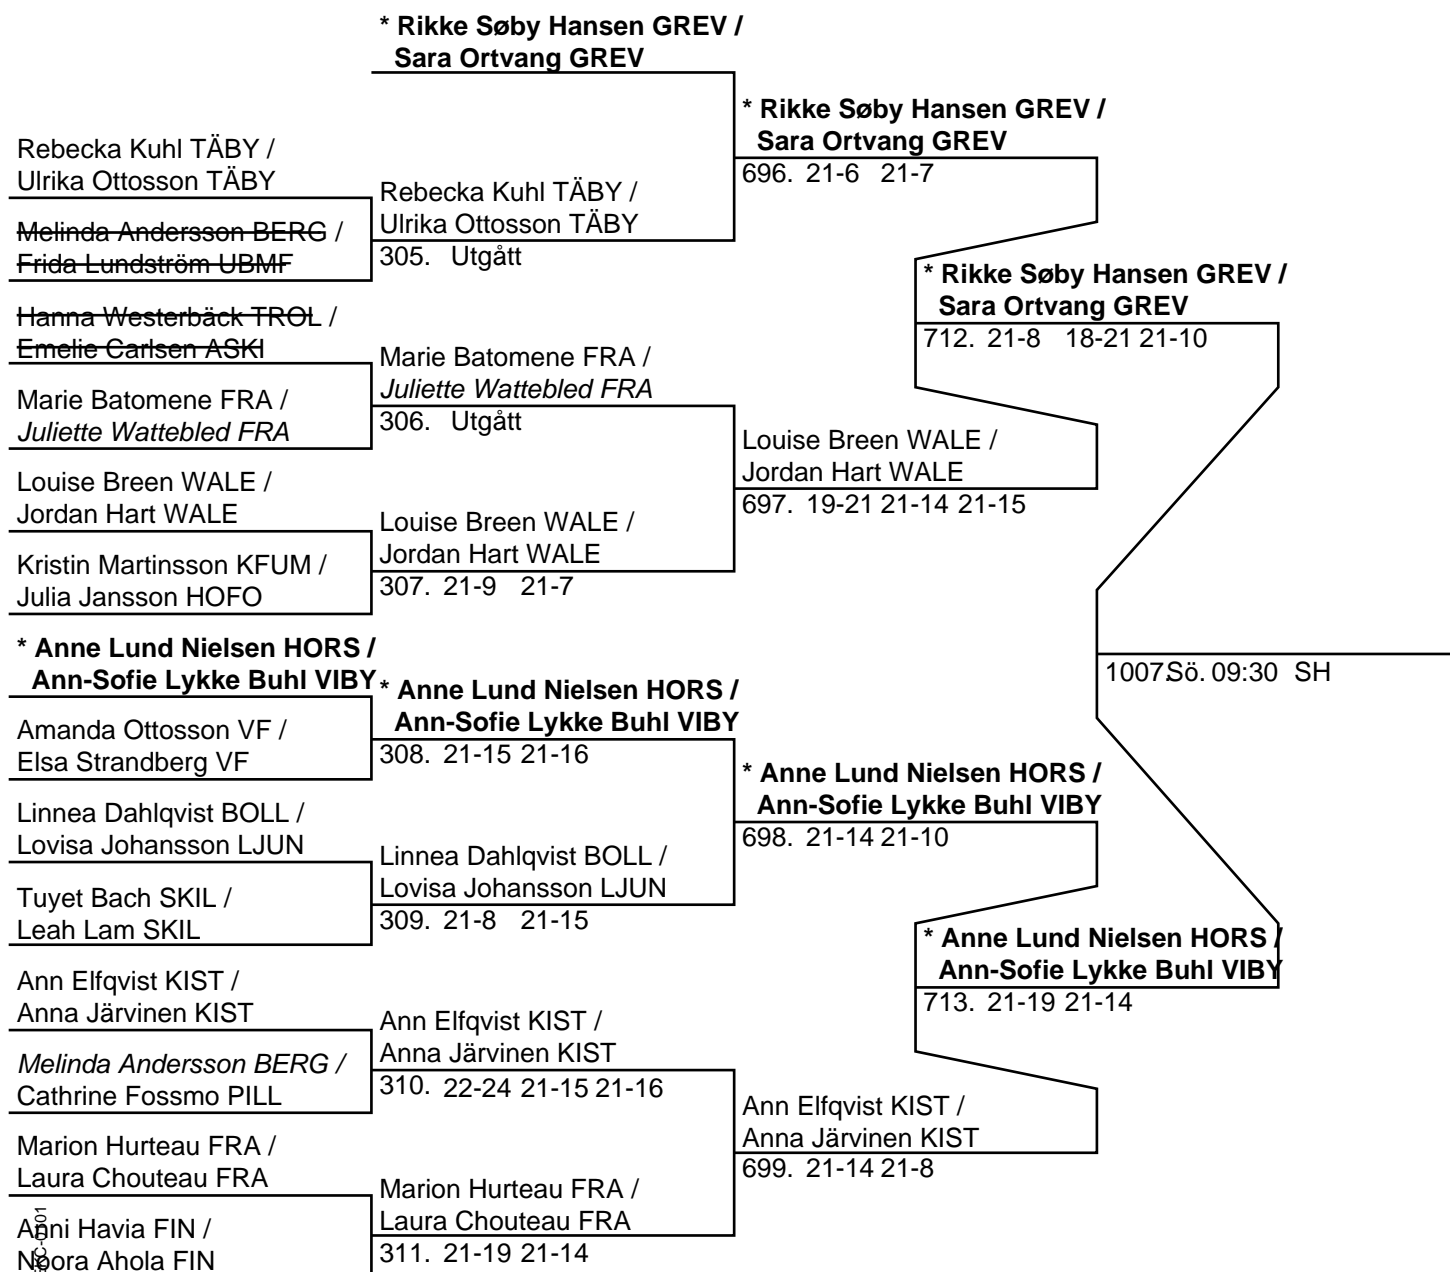 * Rikke Søby Hansen GREV /
Sara Ortvang GREV
Rebecka Kuhl TÄBY /
Ulrika Ottosson TÄBY
Melinda Andersson BERG /
Frida Lundström UBMF
Hanna Westerbäck TROL /
Emelie Carlsen ASKI
Marie Batomene FRA /
Juliette Wattebled FRA
Louise Breen WALE /
Jordan Hart WALE
Kristin Martinsson KFUM /
Julia Jansson HOFO
* Anne Lund Nielsen HORS /
Ann-Sofie Lykke Buhl VIBY
Amanda Ottosson VF /
Elsa Strandberg VF
Linnea Dahlqvist BOLL /
Lovisa Johansson LJUN
Tuyet Bach SKIL /
Leah Lam SKIL
Ann Elfqvist KIST /
Anna Järvinen KIST
Melinda Andersson BERG /
Cathrine Fossmo PILL
Marion Hurteau FRA /
Laura Chouteau FRA
Anni Havia FIN /
Noora Ahola FIN
Rebecka Kuhl TÄBY /
Ulrika Ottosson TÄBY
305. Utgått
Marie Batomene FRA /
Juliette Wattebled FRA
306. Utgått
Louise Breen WALE /
Jordan Hart WALE
307. 21-9 21-7
* Anne Lund Nielsen HORS /
Ann-Sofie Lykke Buhl VIBY
308. 21-15 21-16
Linnea Dahlqvist BOLL /
Lovisa Johansson LJUN
309. 21-8 21-15
Ann Elfqvist KIST /
Anna Järvinen KIST
310. 22-24 21-15 21-16
Marion Hurteau FRA /
Laura Chouteau FRA
311. 21-19 21-14
* Rikke Søby Hansen GREV /
Sara Ortvang GREV
696. 21-6 21-7
Louise Breen WALE /
Jordan Hart WALE
697. 19-21 21-14 21-15
* Anne Lund Nielsen HORS /
Ann-Sofie Lykke Buhl VIBY
698. 21-14 21-10
Ann Elfqvist KIST /
Anna Järvinen KIST
699. 21-14 21-8
* Rikke Søby Hansen GREV /
Sara Ortvang GREV
712. 21-8 18-21 21-10
* Anne Lund Nielsen HORS /
Ann-Sofie Lykke Buhl VIBY
713. 21-19 21-14
1007. Sö. 09:30 SH